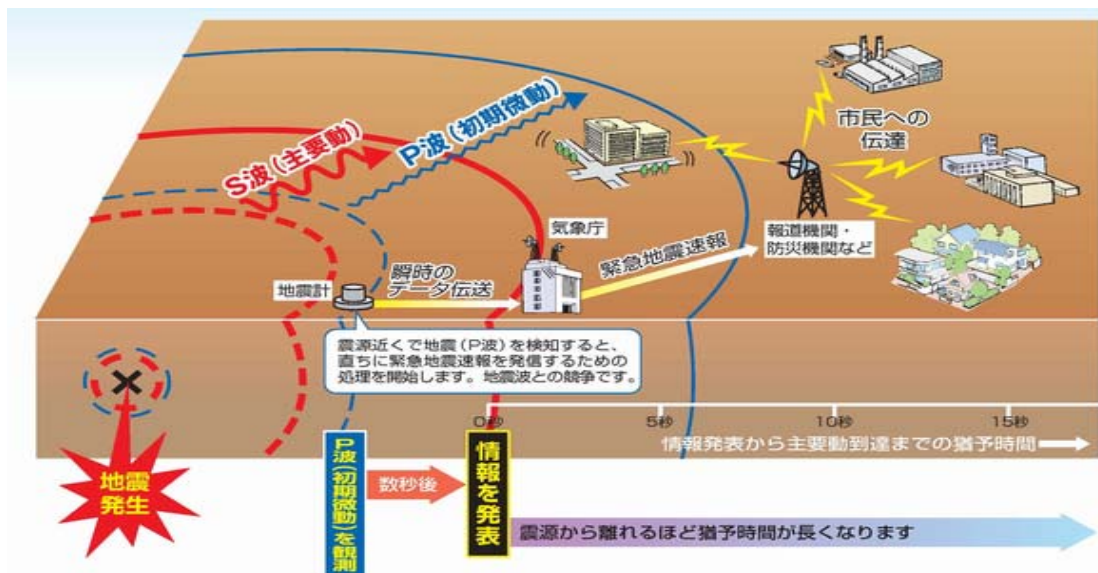 S波(主要動)
P波(初期微動)
市民への
伝達
報道機関・
防災機関など
気象庁
緊急地震速報
瞬時の
データ伝送
地震計
震源近くで地震(P波)を検知すると、
直ちに緊急地震速報を発信するための
処理を開始します。地震波との競争です。
0秒
5秒
10秒
15秒
情報発表から主要動到達までの猶予時間
地震
発生
P波(初期微動)を観測
数秒後
情報を発表
震源から離れるほど猶予時間が長くなります